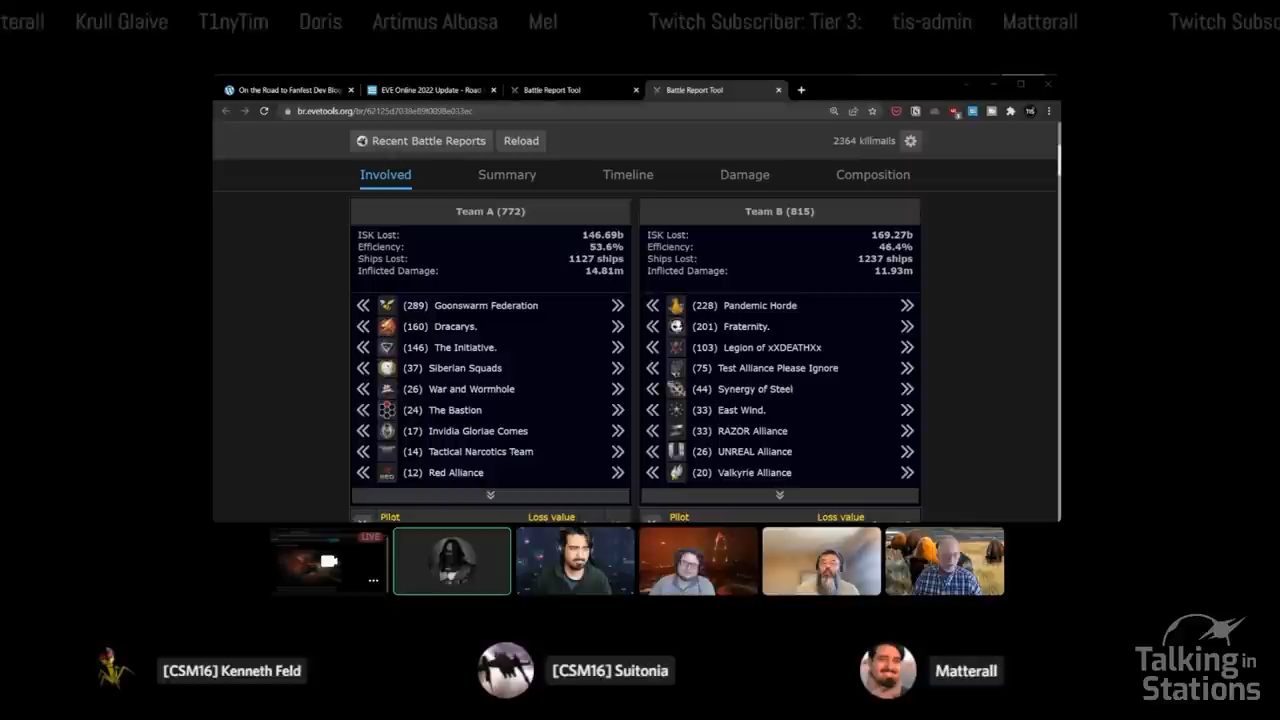 terall Krull Glaive T1nyTim Doris Artimus Albosa Mel Twitch Subscriber: Tier 3: tis-admin Matterall Twitch Subsc
On the Road to Fanfest Dev Blog
EVE Online 2022 Update - Road
Battle Report Tool
Battle Report Tool
Recent Battle Reports
Reload
2364 killmails
Involved Summary Timeline Damage Composition
Team A (772)
ISK Lost: 146.69b
Efficiency: 53.6%
Ships Lost: 1127 ships
Inflicted Damage: 14.81m
(289) Goonswarm Federation
(160) Dracarys.
(146) The Initiative.
(37) Siberian Squads
(26) War and Wormhole
(24) The Bastion
(17) Invidia Gloriae Comes
(14) Tactical Narcotics Team
(12) Red Alliance
Pilot Loss value
Team B (815)
ISK Lost: 169.27b
Efficiency: 46.4%
Ships Lost: 1237 ships
Inflicted Damage: 11.93m
(228) Pandemic Horde
(201) Fraternity.
(103) Legion of xXDEATHXx
(75) Test Alliance Please Ignore
(44) Synergy of Steel
(33) East Wind.
(33) RAZOR Alliance
(26) UNREAL Alliance
(20) Valkyrie Alliance
Pilot Loss value
LIVE
[CSM16] Kenneth Feld
[CSM16] Suitonia
Matterall
Talking in
Stations